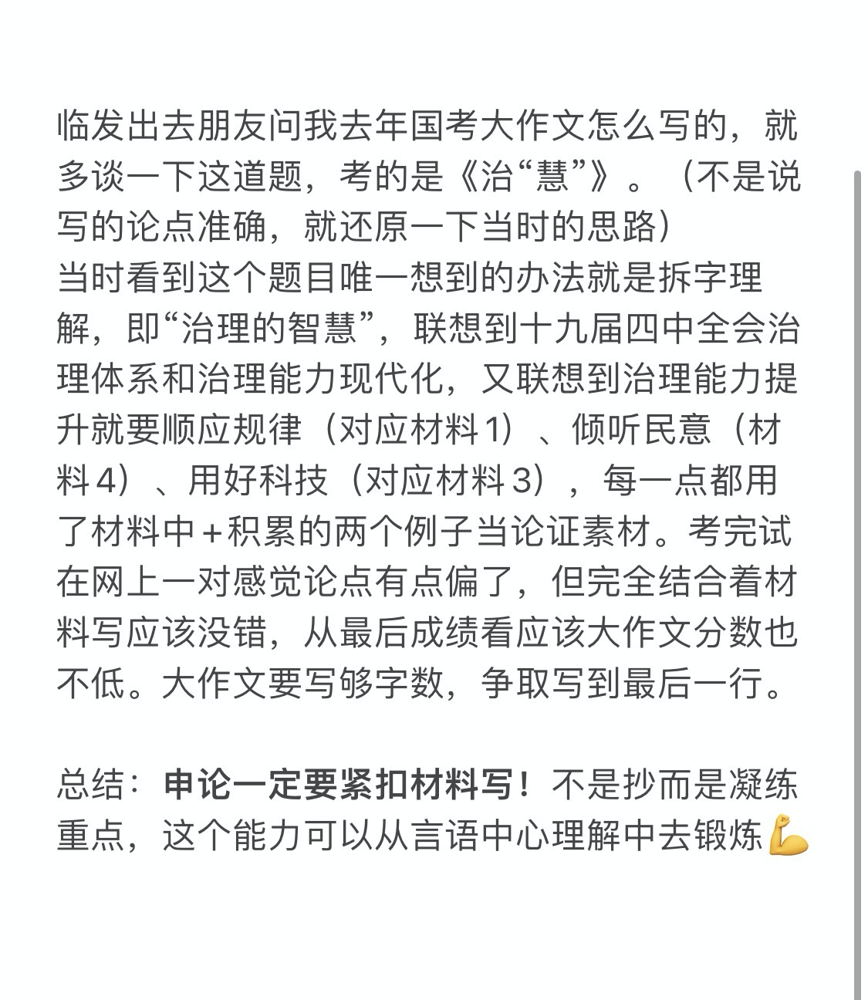 临发出去朋友问我去年国考大作文怎么写的，就
多谈一下这道题，考的是《治“慧”》。（不是说
写的论点准确，就还原一下当时的思路）
当时看到这个题目唯一想到的办法就是拆字理
解，即“治理的智慧”，联想到十九届四中全会治
理体系和治理能力现代化，又联想到治理能力提
升就要顺应规律（对应材料1）、倾听民意（材
料4）、用好科技（对应材料3），每一点都用
了材料中+积累的两个例子当论证素材。考完试
在网上一对感觉论点有点偏了，但完全结合着材
料写应该没错，从最后成绩看应该大作文分数也
不低。大作文要写够字数，争取写到最后一行。
总结：申论一定要紧扣材料写！不是抄而是凝练
重点，这个能力可以从言语中心理解中去锻炼💪